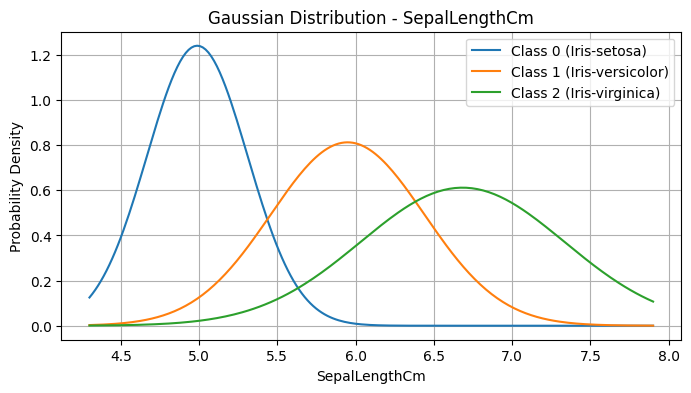 Gaussian Distribution - SepalLengthCm
Class 0 (Iris-setosa)
Class 1 (Iris-versicolor)
Class 2 (Iris-virginica)
Probability Density
1.2
1.0
0.8
0.6
0.4
0.2
0.0
4.5 5.0 5.5 6.0 6.5 7.0 7.5 8.0
SepalLengthCm